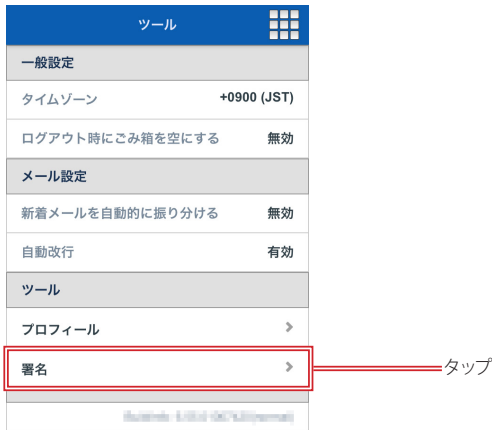 ツール
一般設定
タイムゾーン +0900 (JST)
ログアウト時にごみ箱を空にする 無効
メール設定
新着メールを自動的に振り分ける 無効
自動改行 有効
ツール
プロフィール
署名
タップ